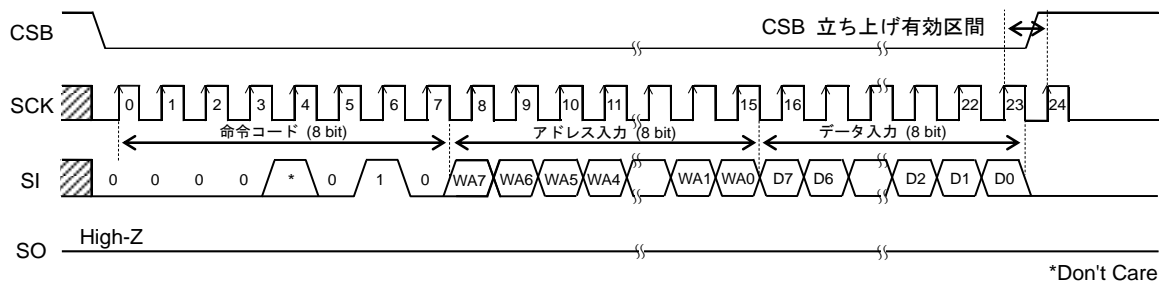 CSB
CSB 立ち上げ有効区間
SCK
0 1 2 3 4 5 6 7 8 9 10 11 15 16 22 23 24
命令コード (8 bit)
アドレス入力 (8 bit)
データ入力 (8 bit)
SI
0 0 0 0 * 0 1 0 WA7 WA6 WA5 WA4 WA1 WA0 D7 D6 D2 D1 D0
SO
High-Z
*Don't Care